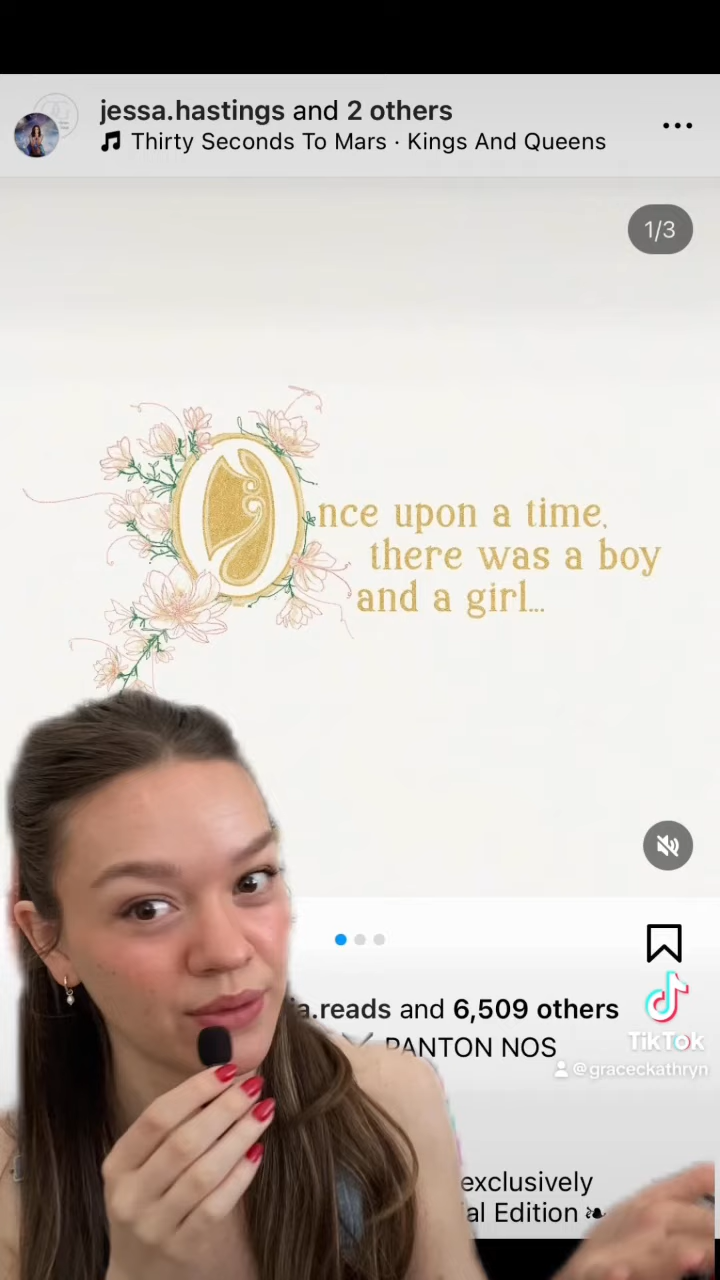 jessa.hastings and 2 others
Thirty Seconds To Mars · Kings And Queens
1/3
Once upon a time,
there was a boy
and a girl...
a.reads and 6,509 others
PANTON NOS
TikTok
@graceckathryn
exclusively
al Edition